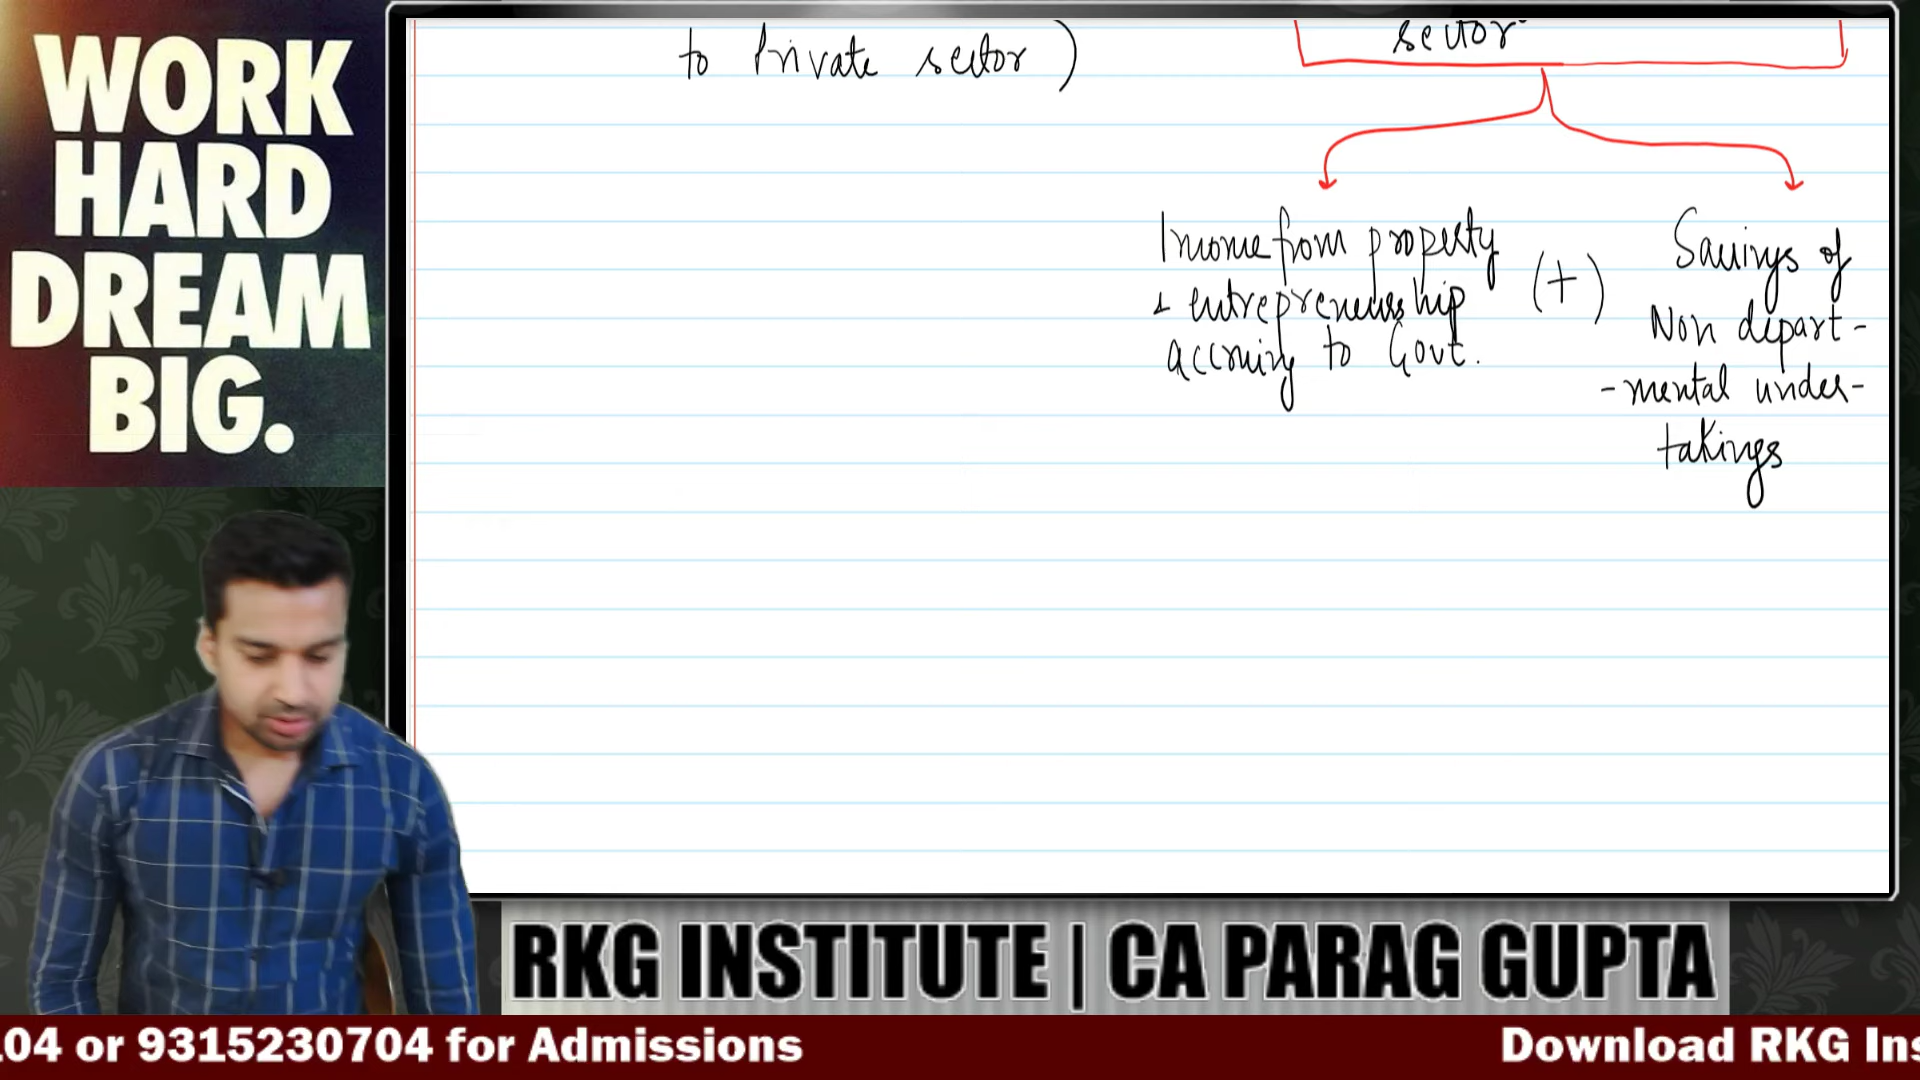 WORK
HARD
DREAM
BIG.
to Private sector)
sector
Income from property
& entrepreneurship
accruing to Govt.
(+)
Savings of
Non depart-
-mental under-
takings
RKG INSTITUTE | CA PARAG GUPTA
104 or 9315230704 for Admissions
Download RKG Ins